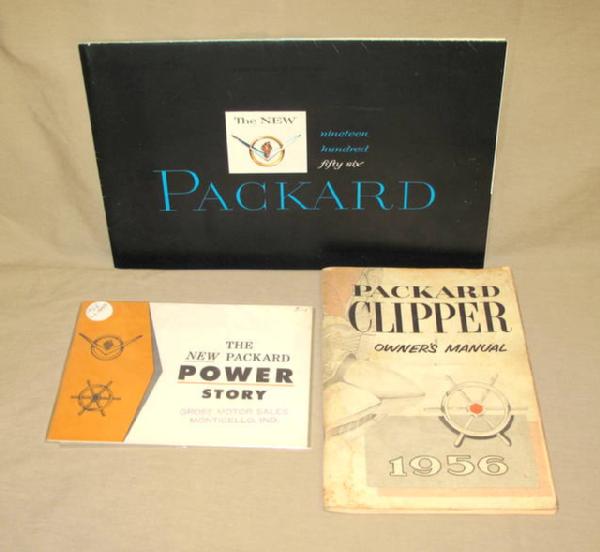 The NEW
nineteen
hundred
fifty six
PACKARD
THE
NEW PACKARD
POWER
STORY
GROBE MOTOR SALES
MONTICELLO, IND.
PACKARD
CLIPPER
OWNER'S MANUAL
1956